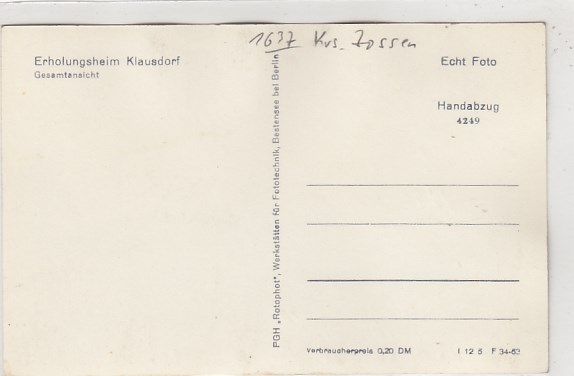 1637 Krs. Zossen
Erholungsheim Klausdorf
Gesamtansicht
PGH „Rotophot“, Werkstätten für Fototechnik, Bestensee bei Berlin
Echt Foto
Handabzug
4249
Verbraucherpreis 0,20 DM I 12 5 F 34-63